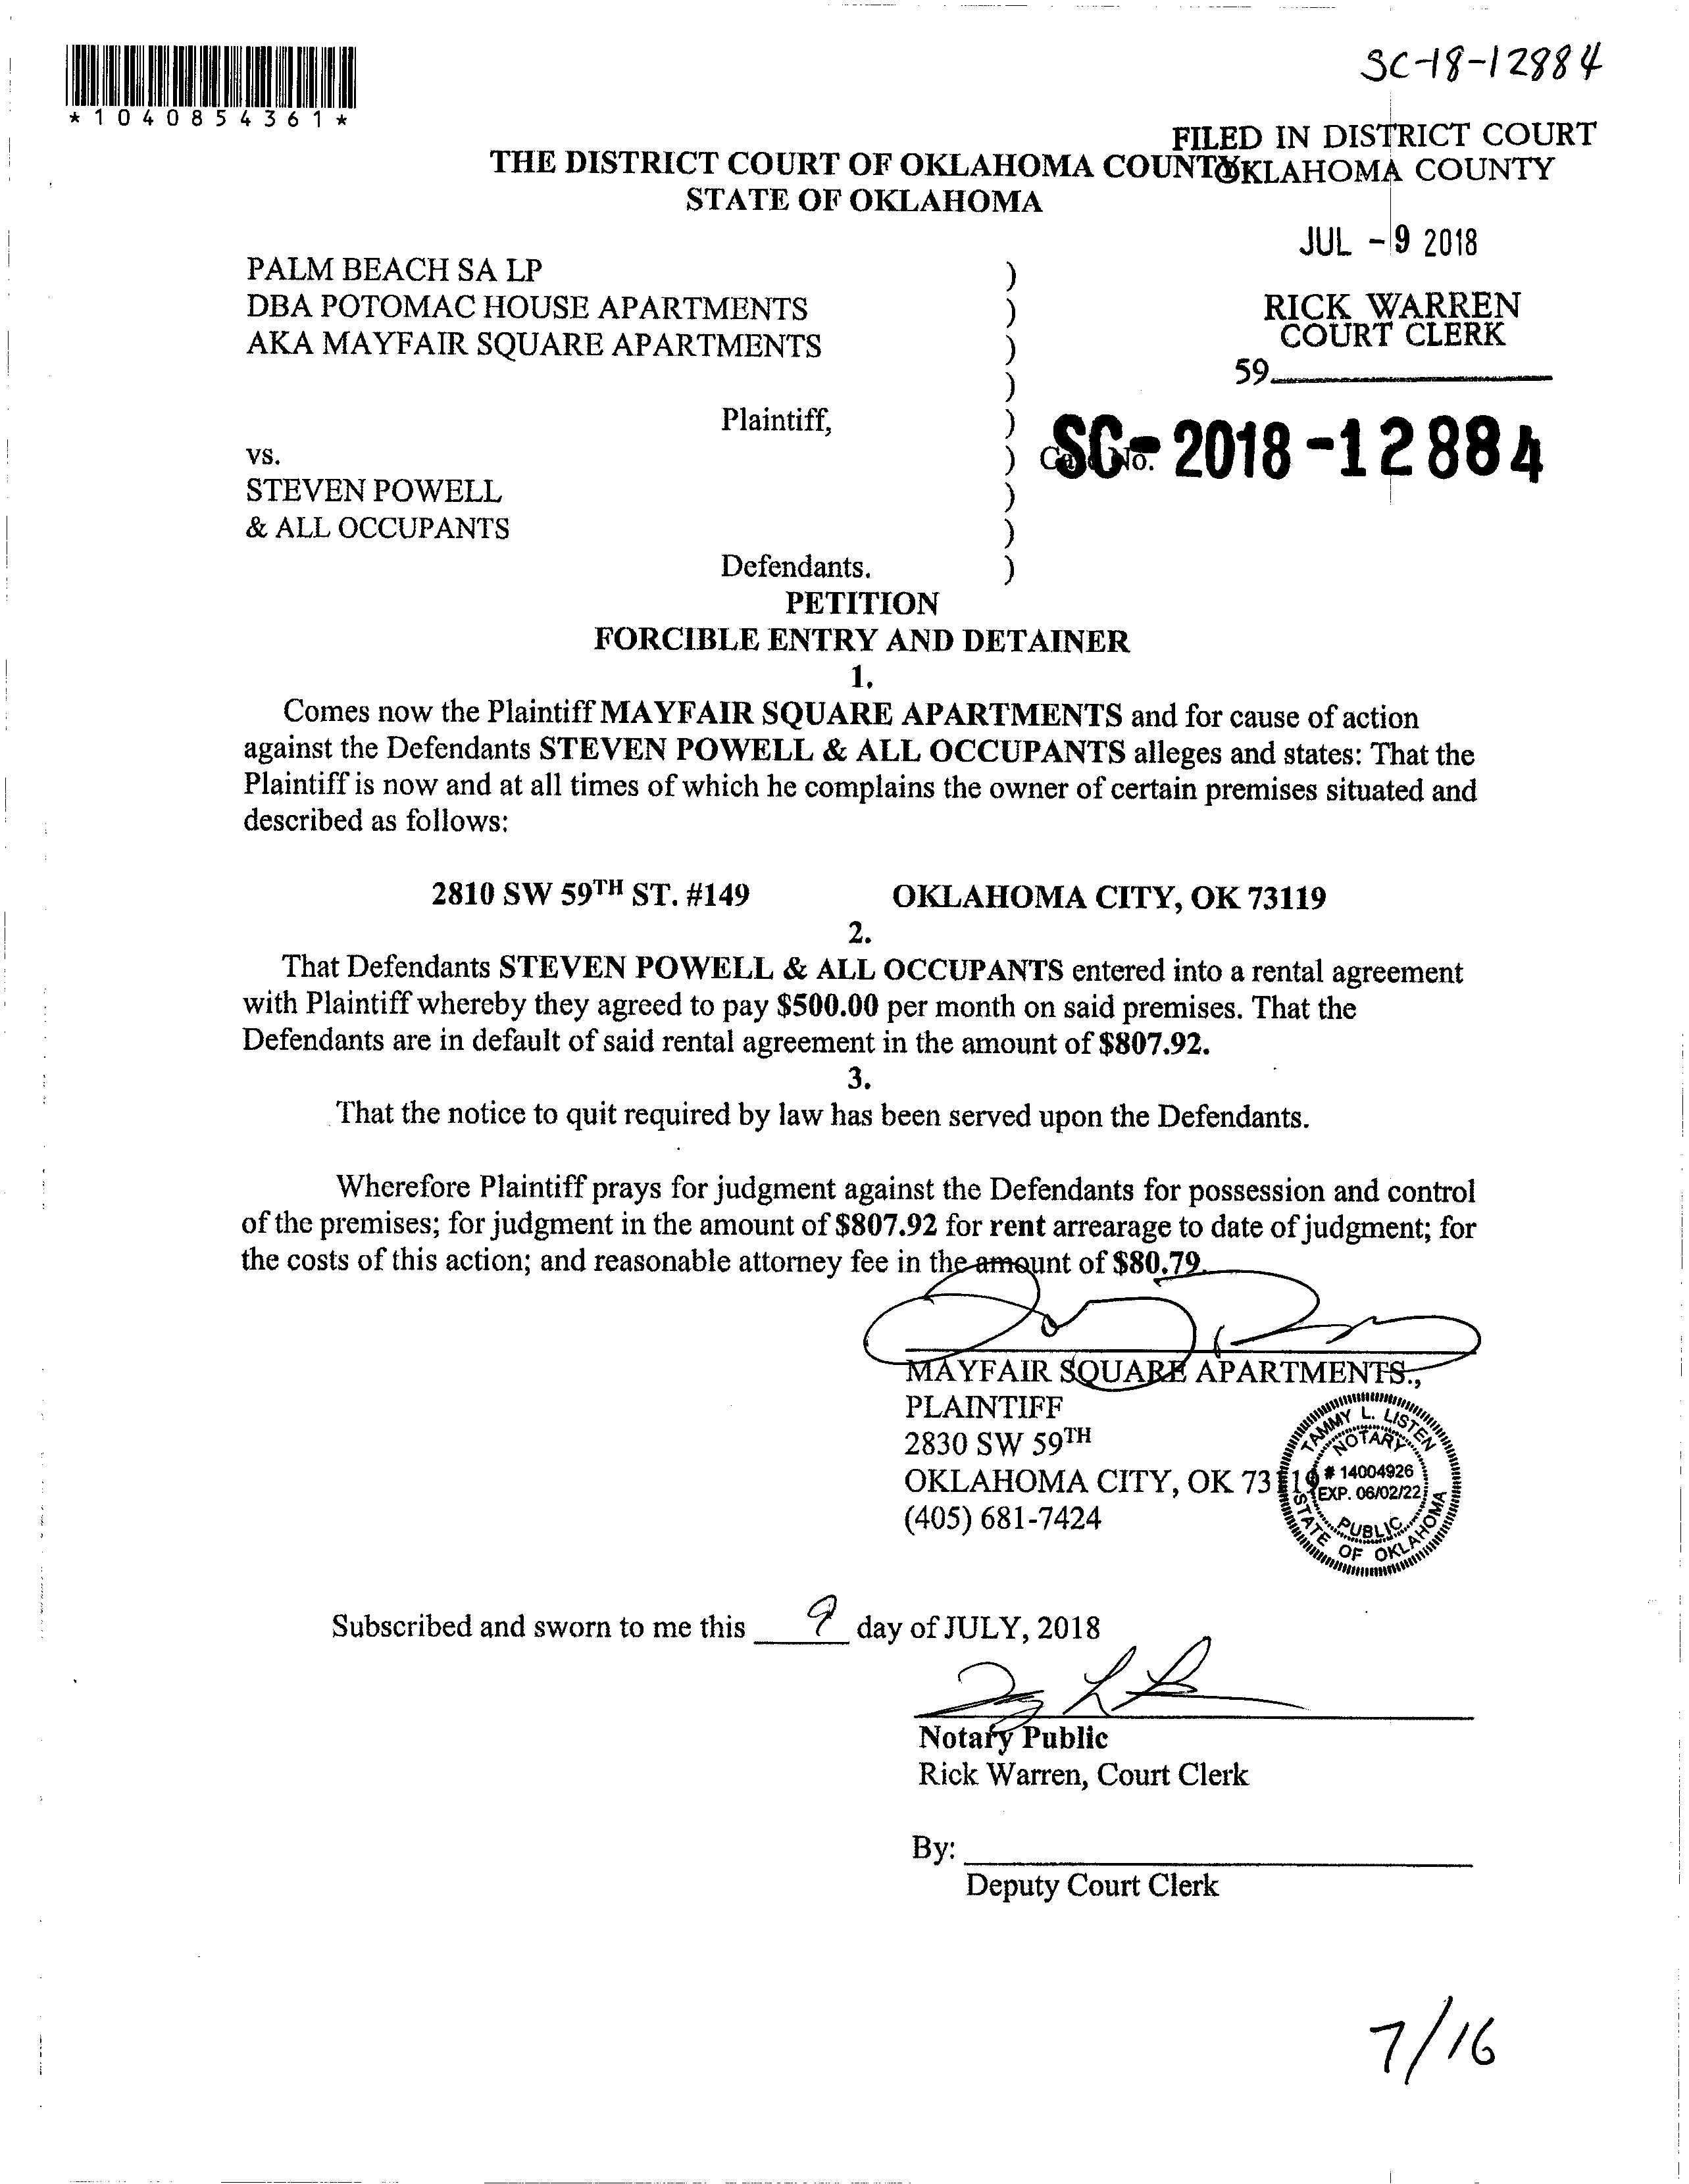 SC-18-12884
*1040854361*
FILED IN DISTRICT COURT
OKLAHOMA COUNTY
THE DISTRICT COURT OF OKLAHOMA COUNTY
STATE OF OKLAHOMA
JUL - 9 2018
PALM BEACH SA LP )
DBA POTOMAC HOUSE APARTMENTS )
AKA MAYFAIR SQUARE APARTMENTS )
)
RICK WARREN
COURT CLERK
59
Plaintiff, )
vs. ) Case No. SC-2018-12884
STEVEN POWELL )
& ALL OCCUPANTS )
Defendants. )
PETITION
FORCIBLE ENTRY AND DETAINER
1.
Comes now the Plaintiff MAYFAIR SQUARE APARTMENTS and for cause of action
against the Defendants STEVEN POWELL & ALL OCCUPANTS alleges and states: That the
Plaintiff is now and at all times of which he complains the owner of certain premises situated and
described as follows:
2810 SW 59TH ST. #149 OKLAHOMA CITY, OK 73119
2.
That Defendants STEVEN POWELL & ALL OCCUPANTS entered into a rental agreement
with Plaintiff whereby they agreed to pay $500.00 per month on said premises. That the
Defendants are in default of said rental agreement in the amount of $807.92.
3.
That the notice to quit required by law has been served upon the Defendants.
Wherefore Plaintiff prays for judgment against the Defendants for possession and control
of the premises; for judgment in the amount of $807.92 for rent arrearage to date of judgment; for
the costs of this action; and reasonable attorney fee in the amount of $80.79.
MAYFAIR SQUARE APARTMENTS.,
PLAINTIFF
2830 SW 59TH
OKLAHOMA CITY, OK 73119
(405) 681-7424
TAMMY L. LISTEN
NOTARY
# 14004926
EXP. 06/02/22
PUBLIC
STATE OF OKLAHOMA
Subscribed and sworn to me this 9 day of JULY, 2018
Notary Public
Rick Warren, Court Clerk
By:
Deputy Court Clerk
7/16